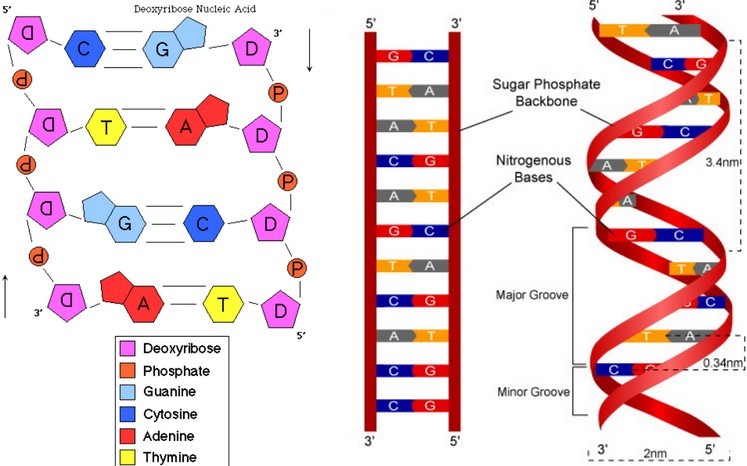 Deoxyribose Nucleic Acid
5'
D C G D
3'
P P
D T A D
P P
D G C D
P P
D A T D
3'
5'
Deoxyribose
Phosphate
Guanine
Cytosine
Adenine
Thymine
5' 3'
G C
T A
A T
C G
A T
G C
T A
C G
A T
C G
C G
3' 5'
Sugar Phosphate
Backbone
Nitrogenous
Bases
Major Groove
Minor Groove
5' 3'
T A
C G
T
G C
A T
A
G C
T A
C
T A
C
3.4nm
0.34nm
3' 5'
2nm